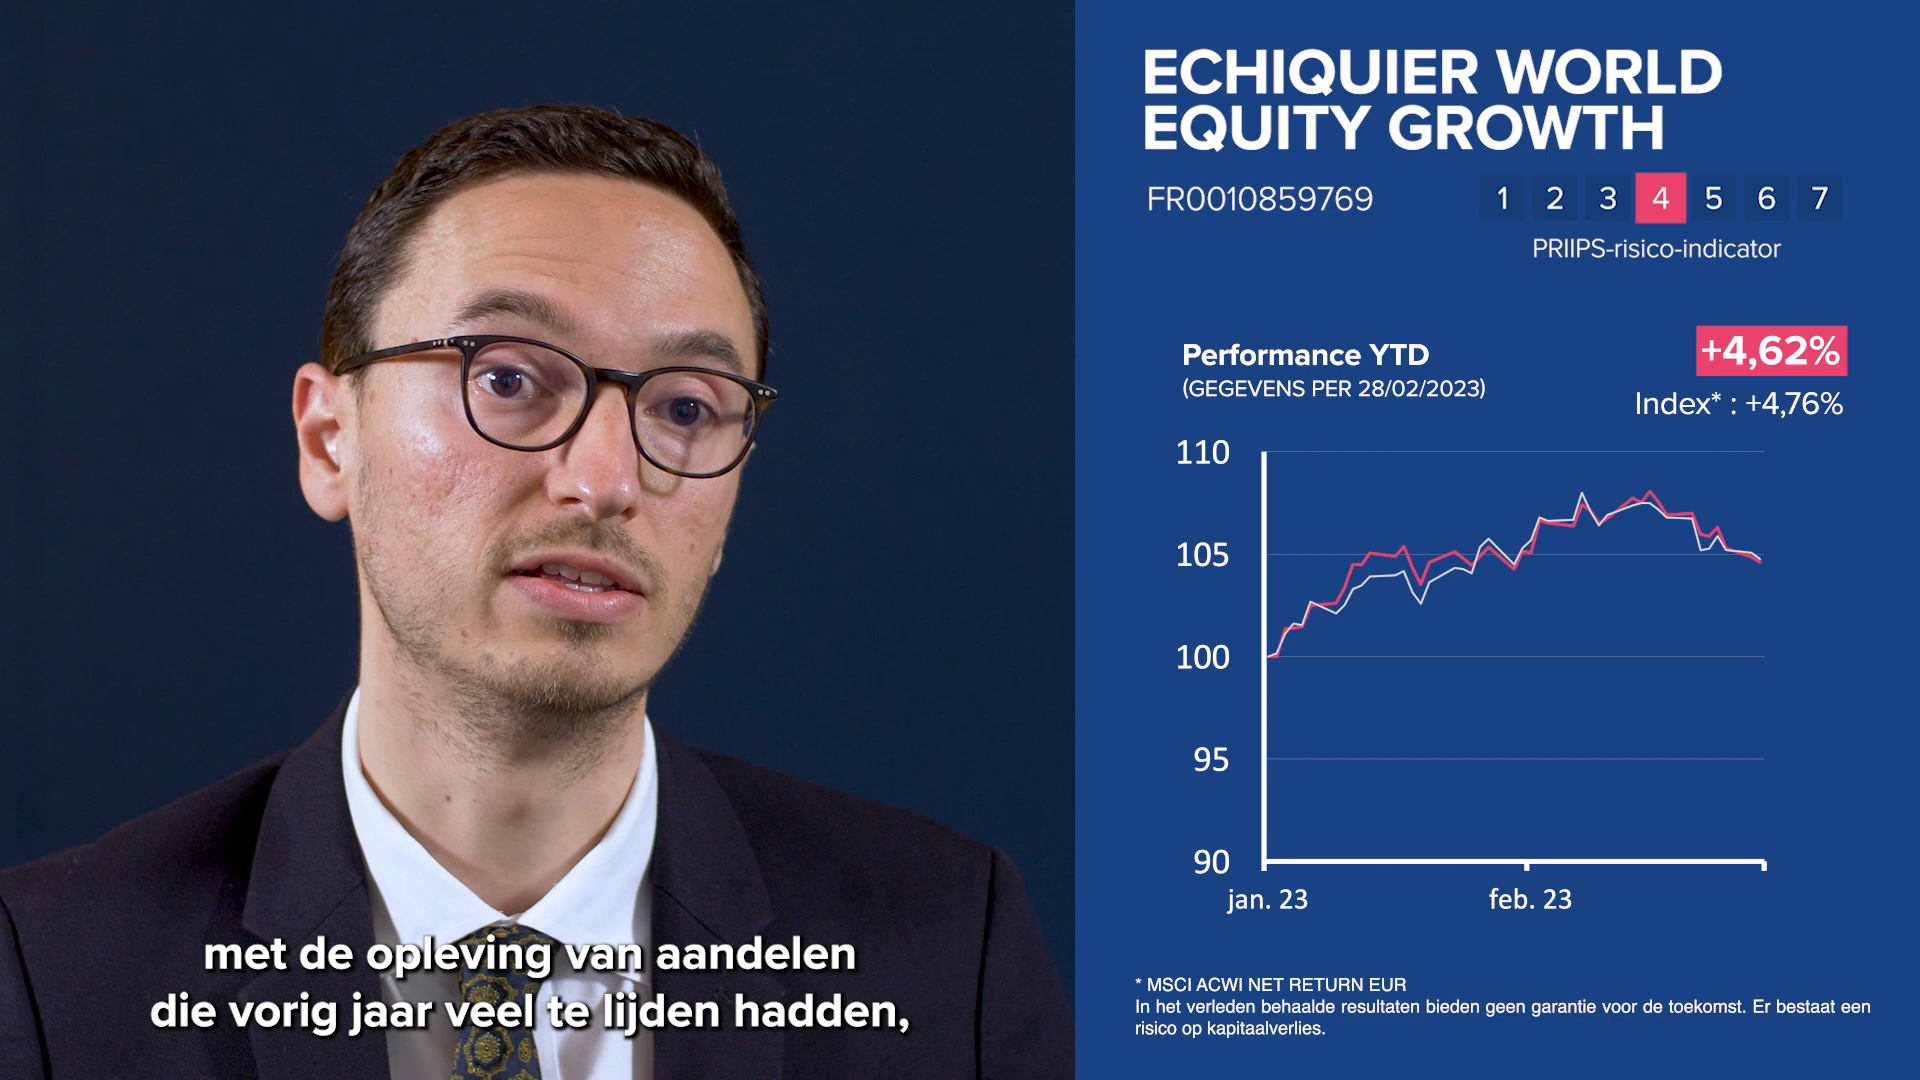 ECHIQUIER WORLD
EQUITY GROWTH
FR0010859769
1 2 3 4 5 6 7
PRIIPS-risico-indicator
Performance YTD
(GEGEVENS PER 28/02/2023)
+4,62%
Index* : +4,76%
110
105
100
95
90
jan. 23
feb. 23
* MSCI ACWI NET RETURN EUR
In het verleden behaalde resultaten bieden geen garantie voor de toekomst. Er bestaat een
risico op kapitaalverlies.
met de opleving van aandelen
die vorig jaar veel te lijden hadden,